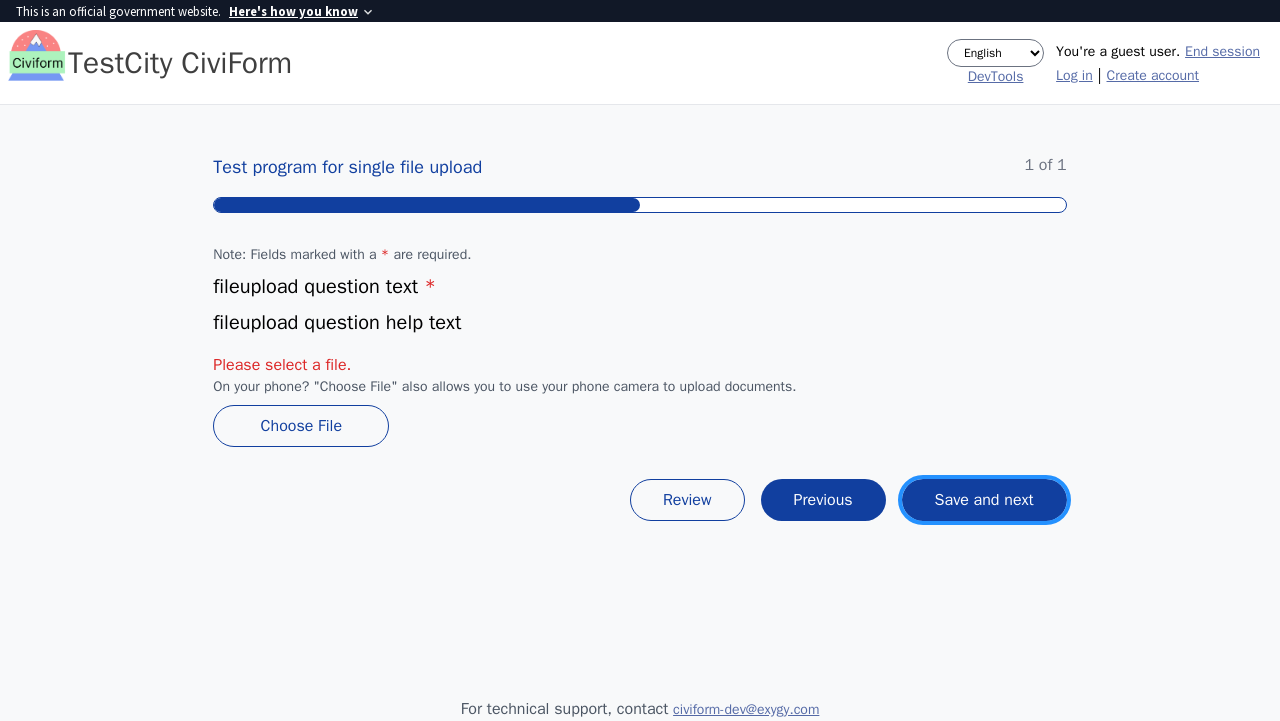 This is an official government website. Here's how you know
Civiform
TestCity CiviForm
English
DevTools
You're a guest user. End session
Log in | Create account
Test program for single file upload
1 of 1
Note: Fields marked with a * are required.
fileupload question text *
fileupload question help text
Please select a file.
On your phone? "Choose File" also allows you to use your phone camera to upload documents.
Choose File
Review
Previous
Save and next
For technical support, contact civiform-dev@exygy.com